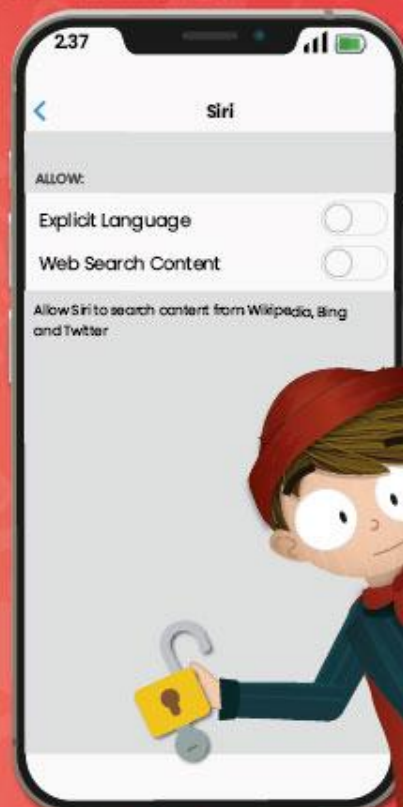 2.37
Siri
ALLOW:
Explicit Language
Web Search Content
Allow Siri to search content from Wikipedia, Bing
and Twitter